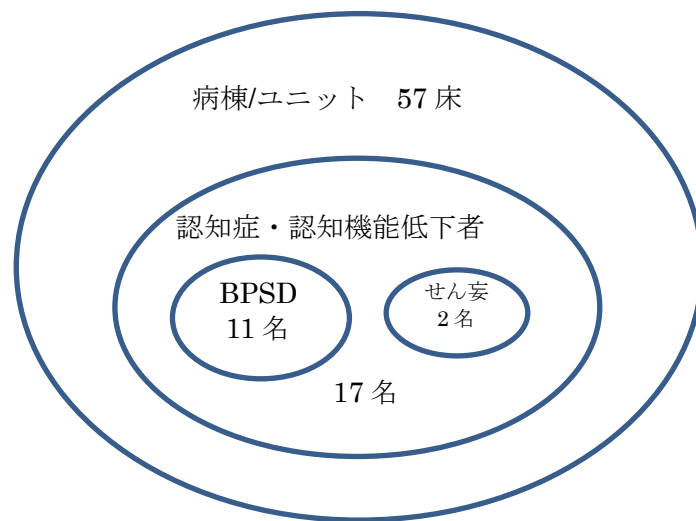 病棟/ユニット　57 床
認知症・認知機能低下者
BPSD
11 名
せん妄
2 名
17 名